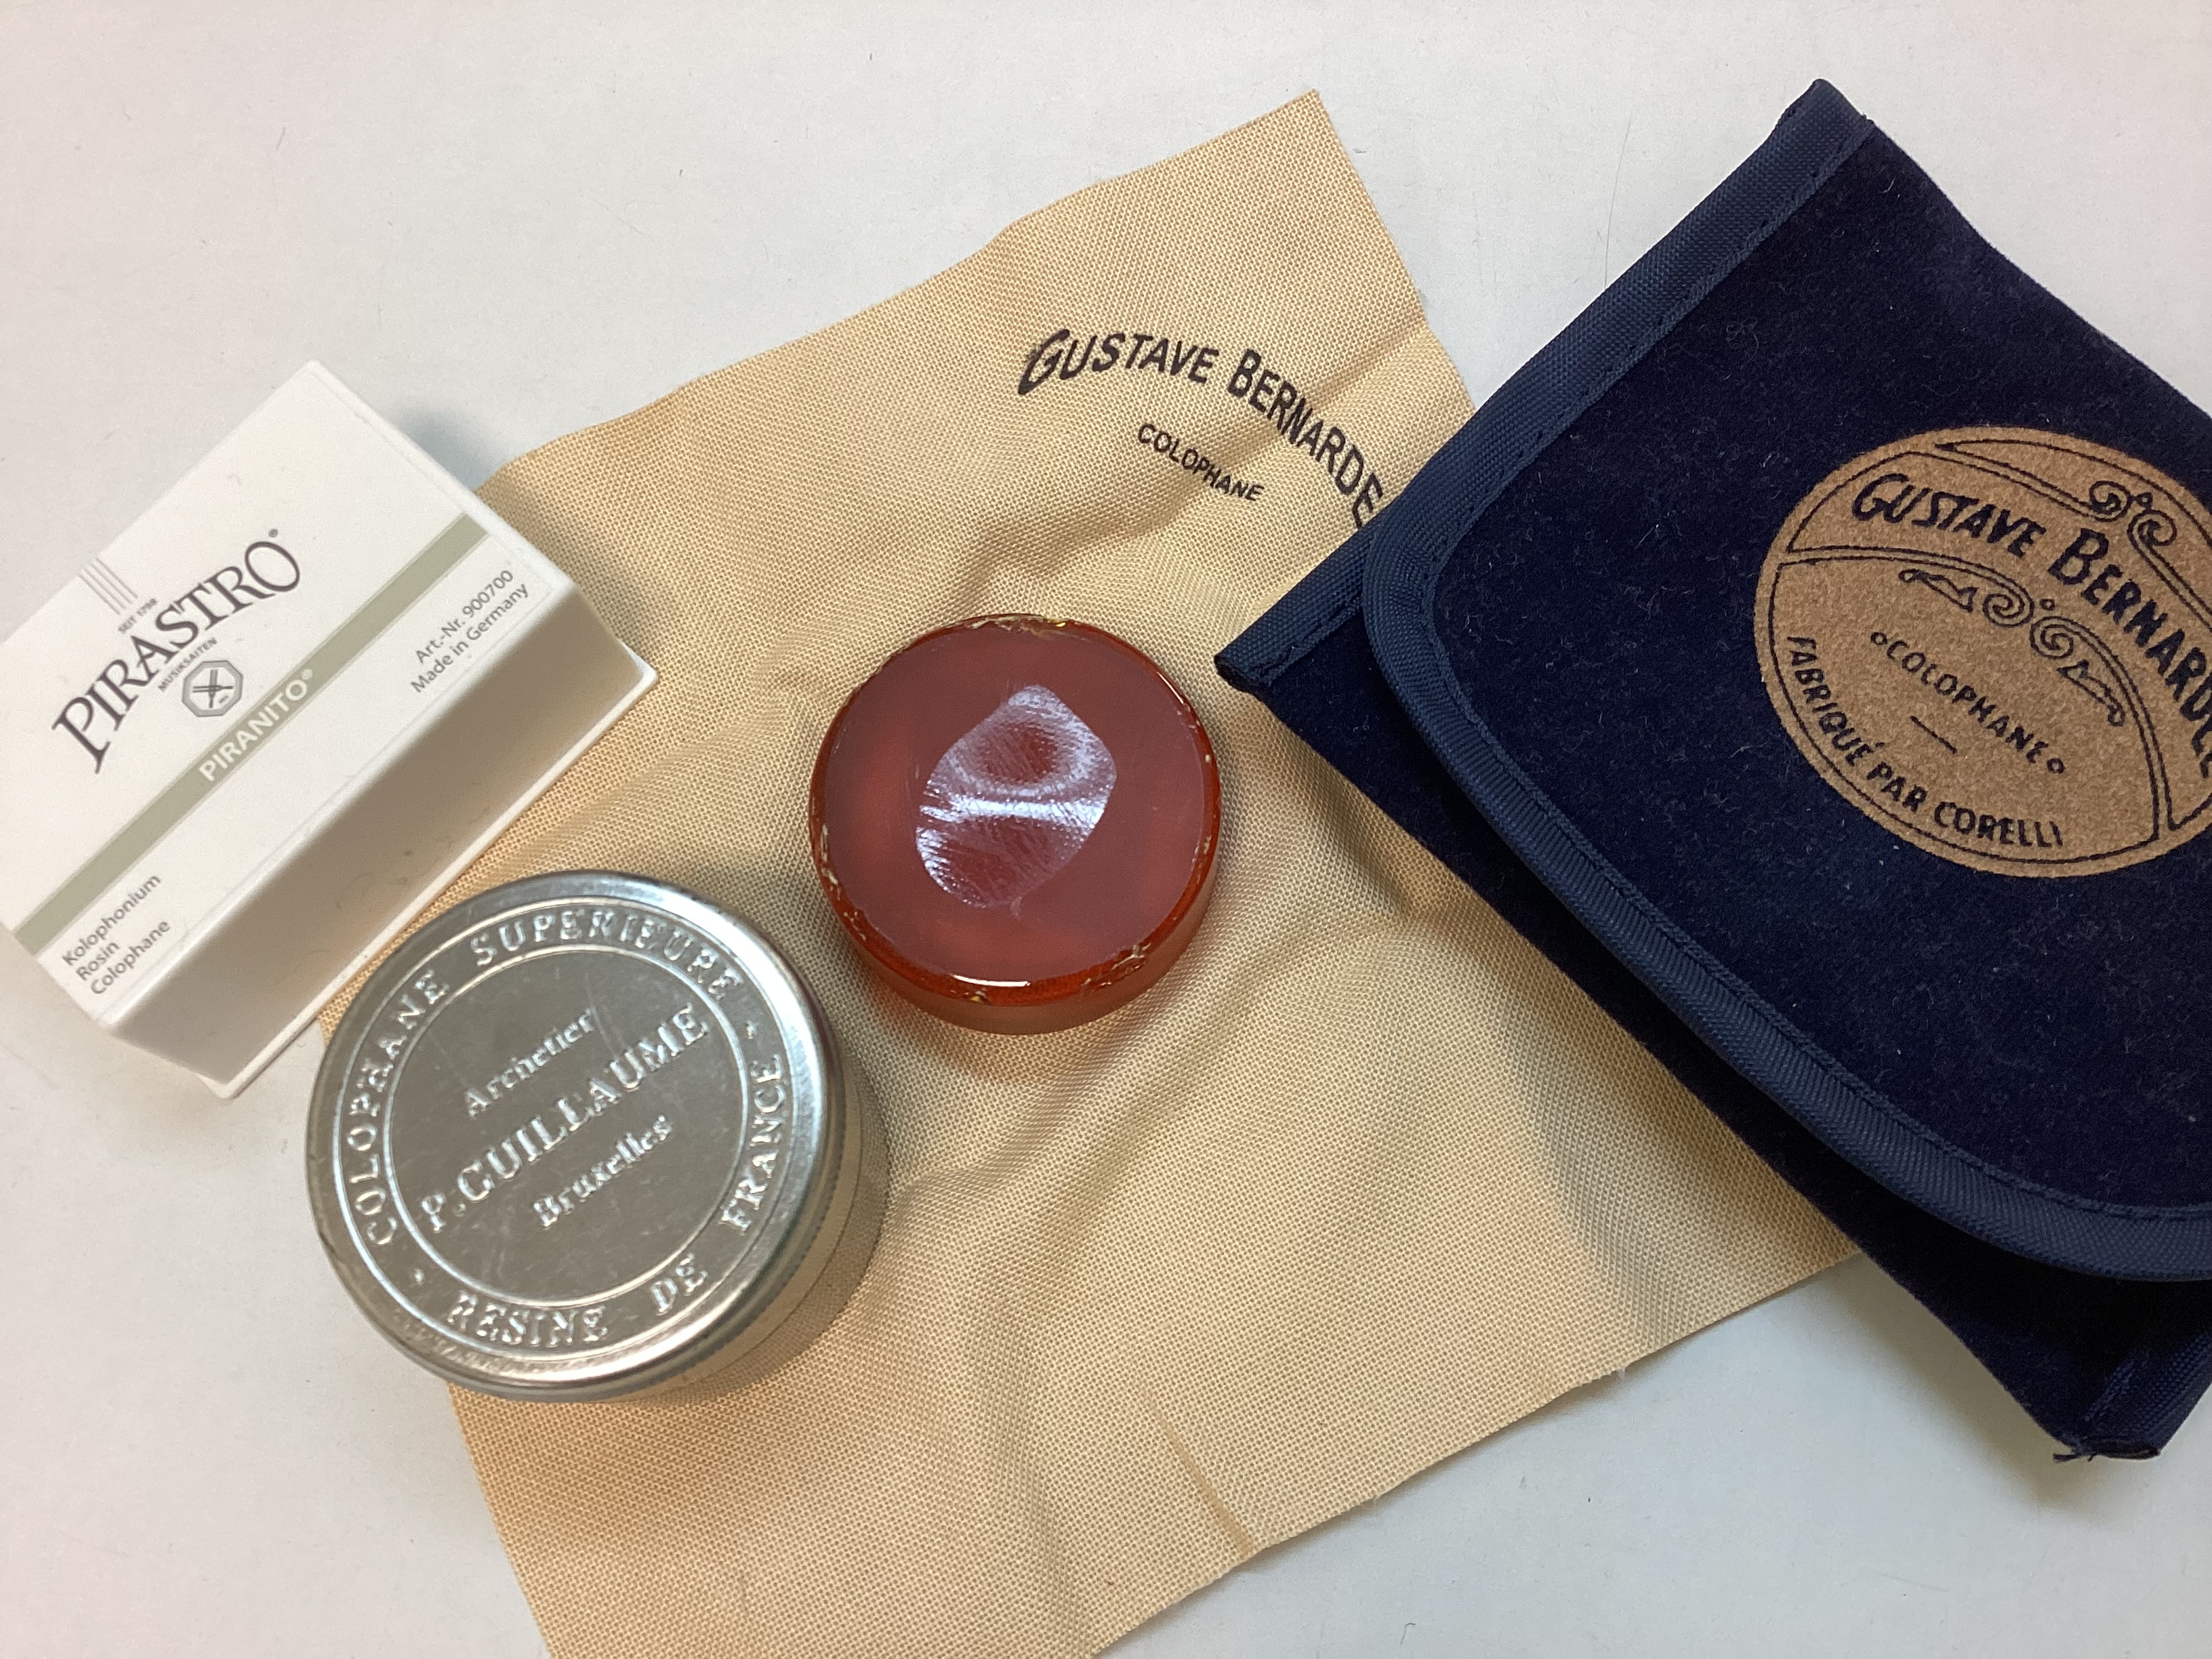 GUSTAVE BERNARDE
COLOPHANE
GUSTAVE BERNARDEL
COLOPHANE
FABRIQUÉ PAR CORELLI
SEIT 1798
PIRASTRO®
MUSIKSAITEN
PIRANITO®
Art.-Nr. 900700
Made in Germany
Kolophonium
Rosin
Colophane
COLOPHANE SUPERIEURE
Archetier
P. GUILLAUME
Bruxelles
RESINE DE FRANCE